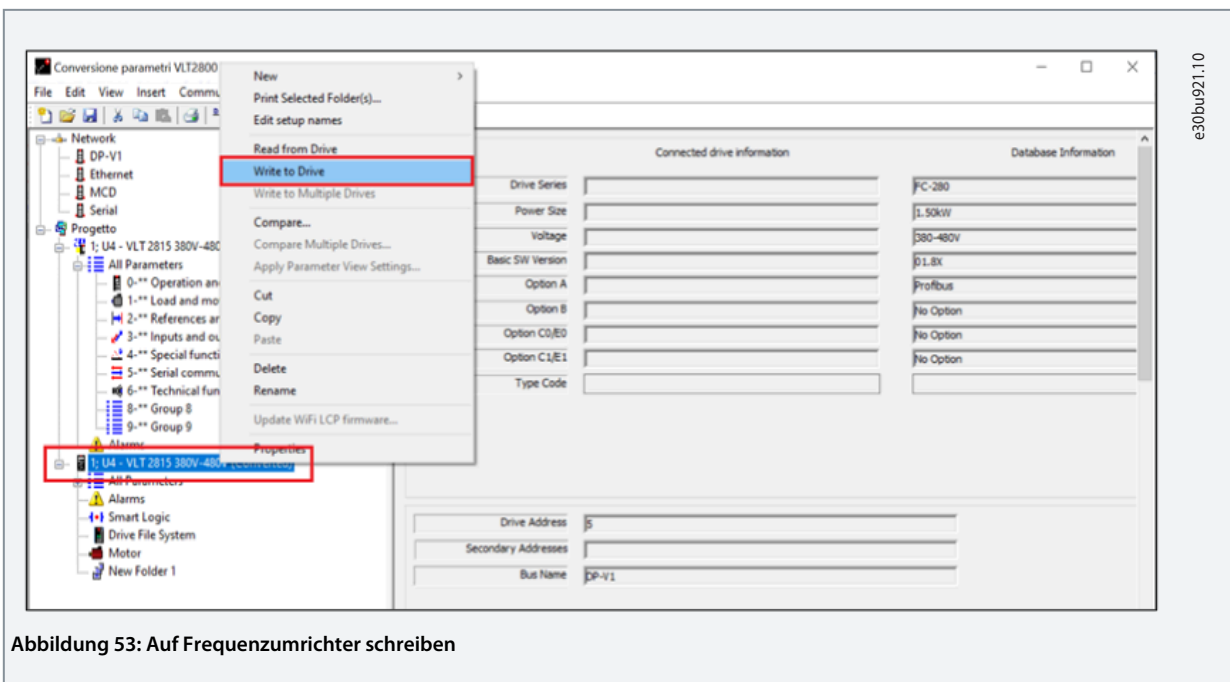 Conversione parametri VLT2800
File Edit View Insert Commu
Network
DP-V1
Ethernet
MCD
Serial
Progetto
1; U4 - VLT 2815 380V-480
All Parameters
0-** Operation an
1-** Load and mo
2-** References ar
3-** Inputs and ou
4-** Special functi
5-** Serial commu
6-** Technical fun
8-** Group 8
9-** Group 9
Alarms
1; U4 - VLT 2815 380V-480V (Converted)
All Parameters
Alarms
Smart Logic
Drive File System
Motor
New Folder 1
New
Print Selected Folder(s)...
Edit setup names
Read from Drive
Write to Drive
Write to Multiple Drives
Compare...
Compare Multiple Drives...
Apply Parameter View Settings...
Cut
Copy
Paste
Delete
Rename
Update WiFi LCP firmware...
Properties
Connected drive information Database Information
Drive Series FC-280
Power Size 1.50kW
Voltage 380-480V
Basic SW Version 01.8X
Option A Profibus
Option B No Option
Option C0/E0 No Option
Option C1/E1 No Option
Type Code
Drive Address 5
Secondary Addresses
Bus Name DP-V1
e30bu921.10
Abbildung 53: Auf Frequenzumrichter schreiben